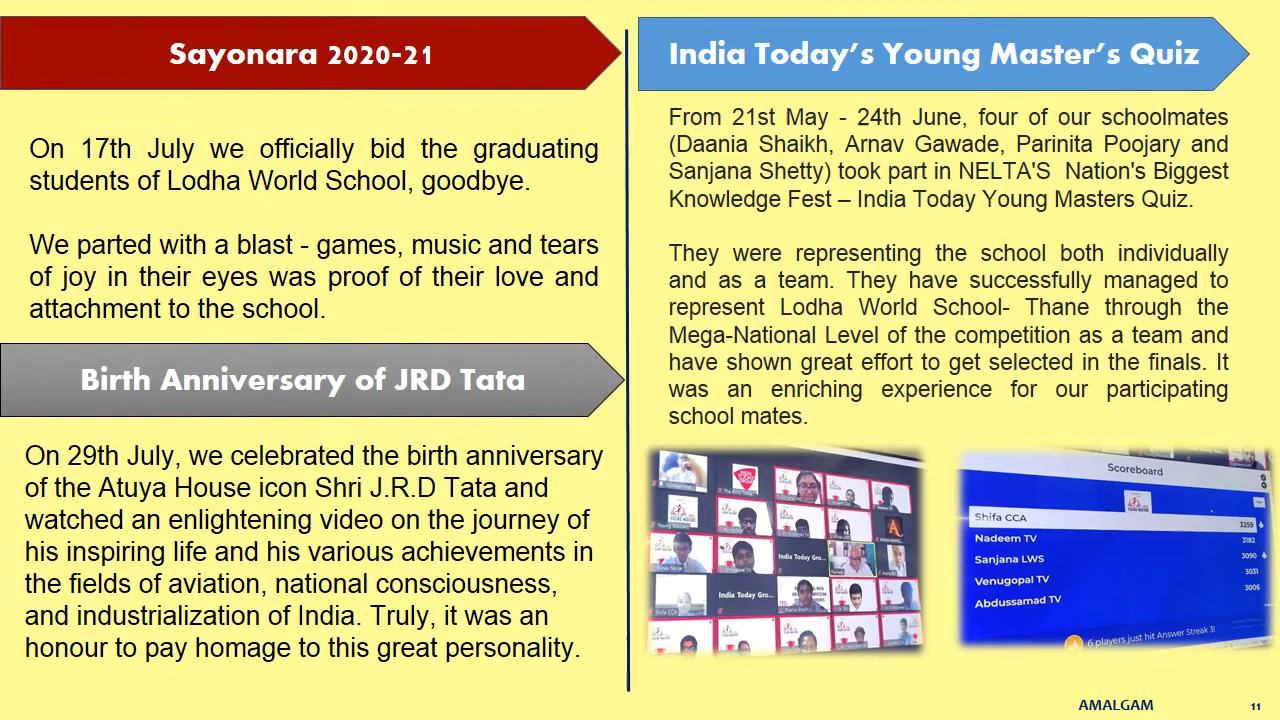 Sayonara 2020-21
On 17th July we officially bid the graduating
students of Lodha World School, goodbye.
We parted with a blast - games, music and tears
of joy in their eyes was proof of their love and
attachment to the school.
Birth Anniversary of JRD Tata
On 29th July, we celebrated the birth anniversary
of the Atuya House icon Shri J.R.D Tata and
watched an enlightening video on the journey of
his inspiring life and his various achievements in
the fields of aviation, national consciousness,
and industrialization of India. Truly, it was an
honour to pay homage to this great personality.
India Today's Young Master's Quiz
From 21st May - 24th June, four of our schoolmates
(Daania Shaikh, Arnav Gawade, Parinita Poojary and
Sanjana Shetty) took part in NELTA'S Nation's Biggest
Knowledge Fest – India Today Young Masters Quiz.
They were representing the school both individually
and as a team. They have successfully managed to
represent Lodha World School- Thane through the
Mega-National Level of the competition as a team and
have shown great effort to get selected in the finals. It
was an enriching experience for our participating
school mates.
India Today Gro...
Shifa CCA
India Today Gro...
Scoreboard
Shifa CCA 3259
Nadeem TV 3182
Sanjana LWS 3090
Venugopal TV 3031
Abdussamad TV 3006
6 players just hit Answer Streak 3!
AMALGAM
11